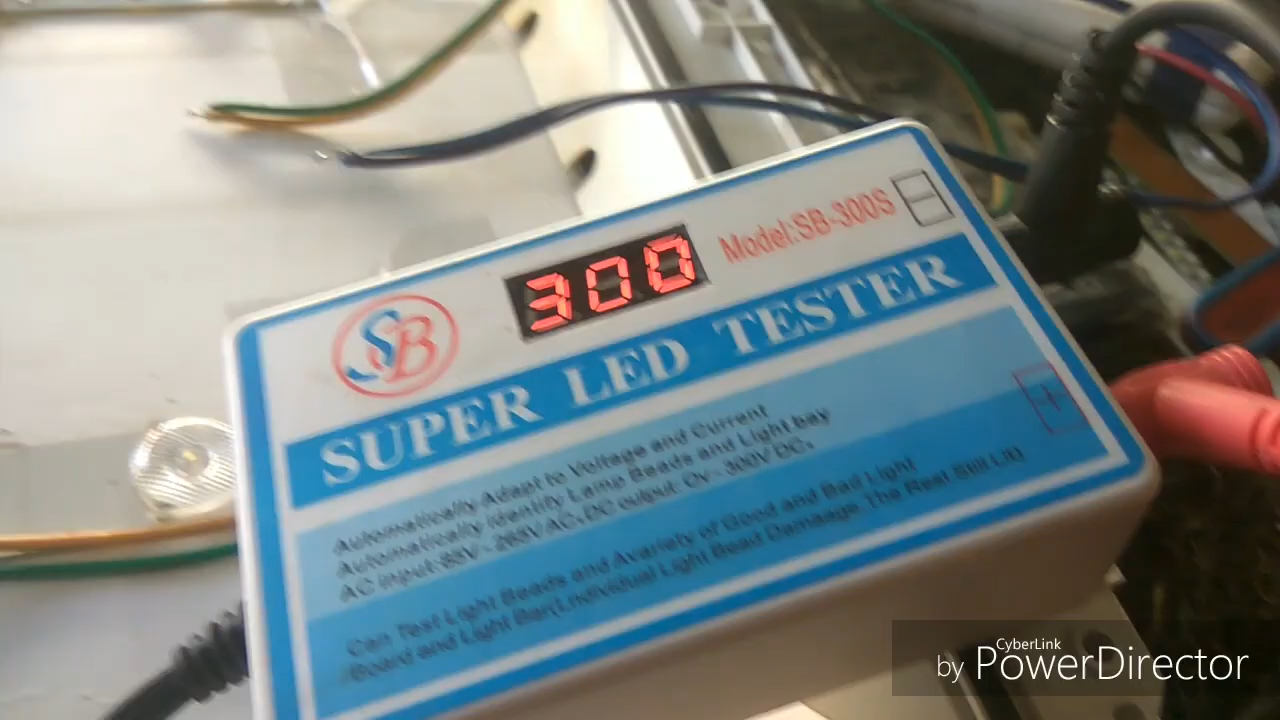 300
Model:SB-300S
SB
SUPER LED TESTER
Automatically Adapt to Voltage and Current
Automatically Identify Lamp Beads and Light bay
AC input:85V-265V AC,DC output: 0V-300V DC,
Can Test Light Beads and Avariety of Good and Bad Light
Board and Light Bar(Lndividual Light Bead Damaage,The Rest Still Lit)
+
CyberLink
by PowerDirector